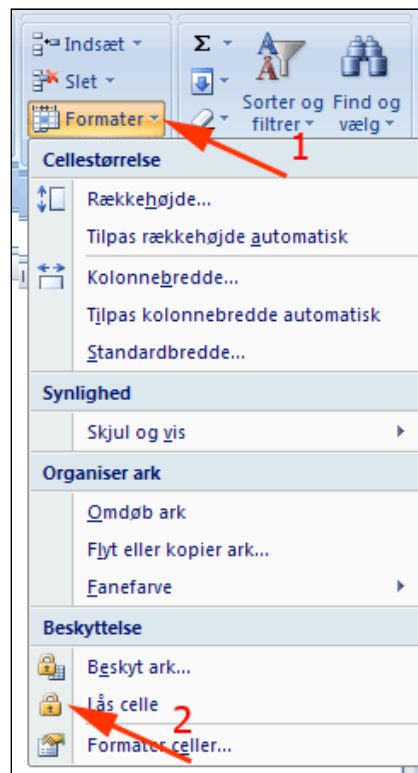 Indsæt
Slet
Formater
Σ
Sorter og
filtrer
Find og
vælg
1
Cellestørrelse
Rækkehøjde...
Tilpas rækkehøjde automatisk
Kolonnebredde...
Tilpas kolonnebredde automatisk
Standardbredde...
Synlighed
Skjul og vis
Organiser ark
Omdøb ark
Flyt eller kopier ark...
Fanefarve
Beskyttelse
Beskyt ark...
Lås celle
2
Formater celler...